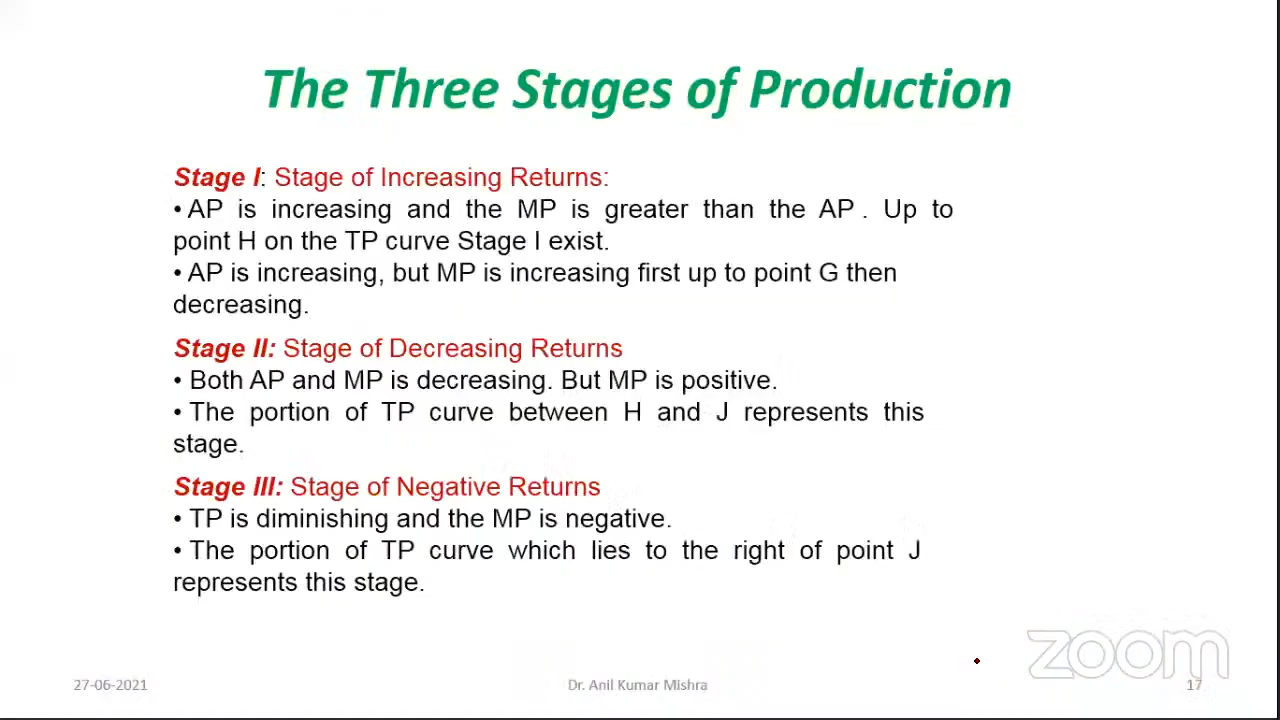 The Three Stages of Production
Stage I: Stage of Increasing Returns:
• AP is increasing and the MP is greater than the AP . Up to
point H on the TP curve Stage I exist.
• AP is increasing, but MP is increasing first up to point G then
decreasing.
Stage II: Stage of Decreasing Returns
• Both AP and MP is decreasing. But MP is positive.
• The portion of TP curve between H and J represents this
stage.
Stage III: Stage of Negative Returns
• TP is diminishing and the MP is negative.
• The portion of TP curve which lies to the right of point J
represents this stage.
zoom
27-06-2021
Dr. Anil Kumar Mishra
17